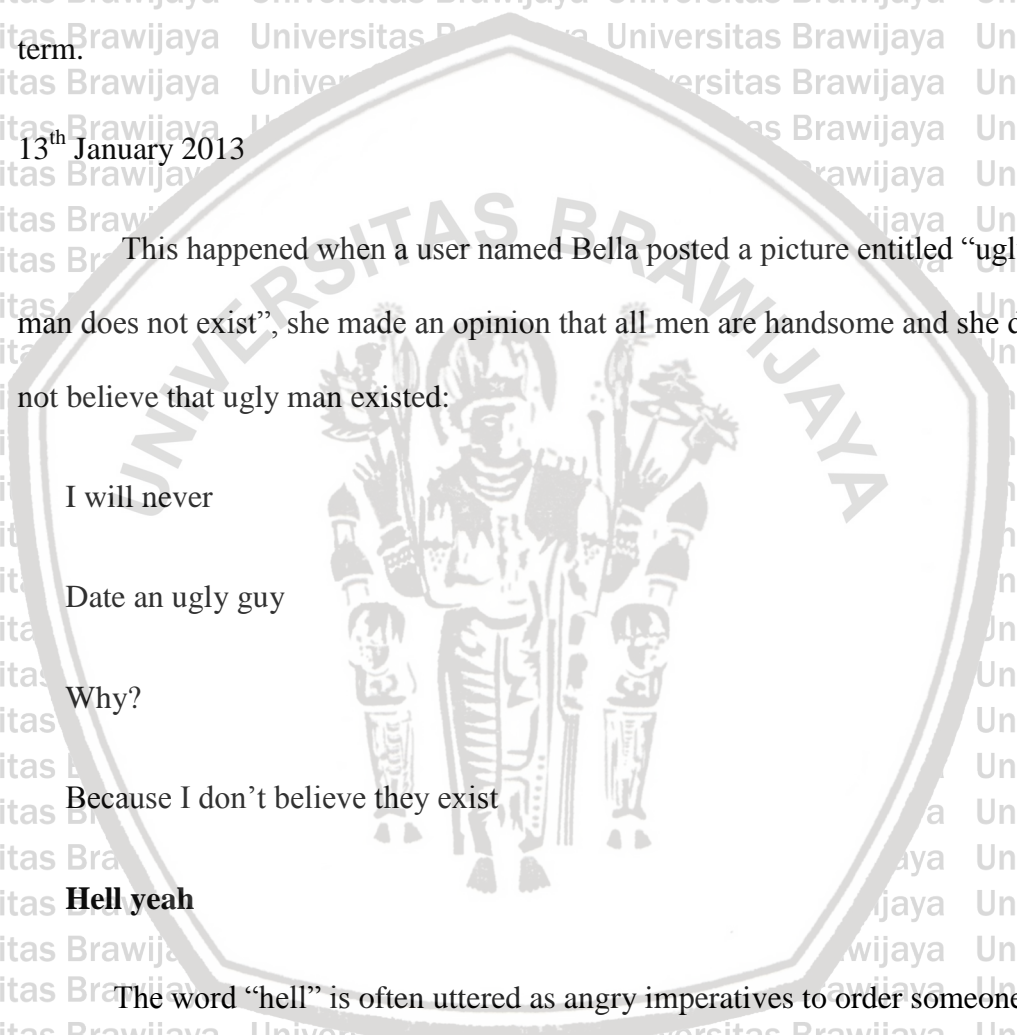 term.
13th January 2013
This happened when a user named Bella posted a picture entitled “ugl
man does not exist”, she made an opinion that all men are handsome and she d
not believe that ugly man existed:
I will never
Date an ugly guy
Why?
Because I don’t believe they exist
Hell yeah
The word “hell” is often uttered as angry imperatives to order someone
UNIVERSITAS BRAWIJAYA